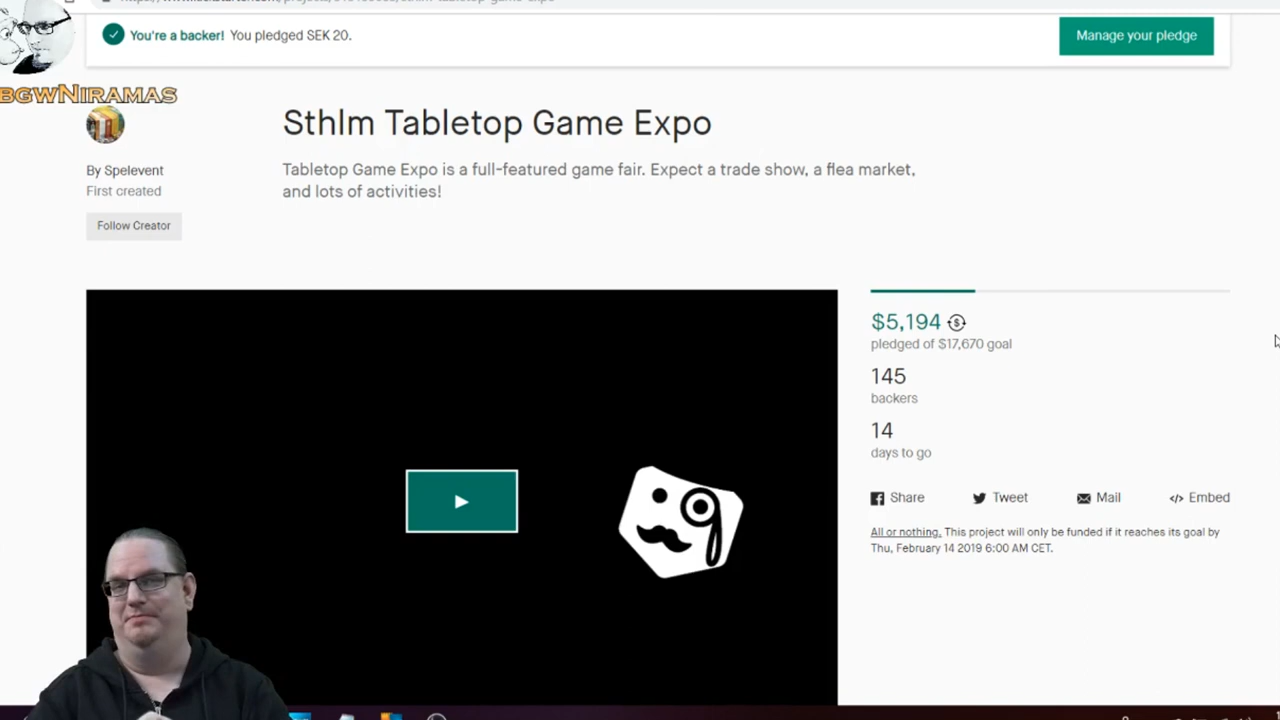 You're a backer! You pledged SEK 20.
Manage your pledge
BGWNIRAMAS
Sthlm Tabletop Game Expo
By Spelevent
First created
Tabletop Game Expo is a full-featured game fair. Expect a trade show, a flea market,
and lots of activities!
Follow Creator
$5,194
pledged of $17,670 goal
145
backers
14
days to go
Share
Tweet
Mail
Embed
All or nothing. This project will only be funded if it reaches its goal by
Thu, February 14 2019 6:00 AM CET.